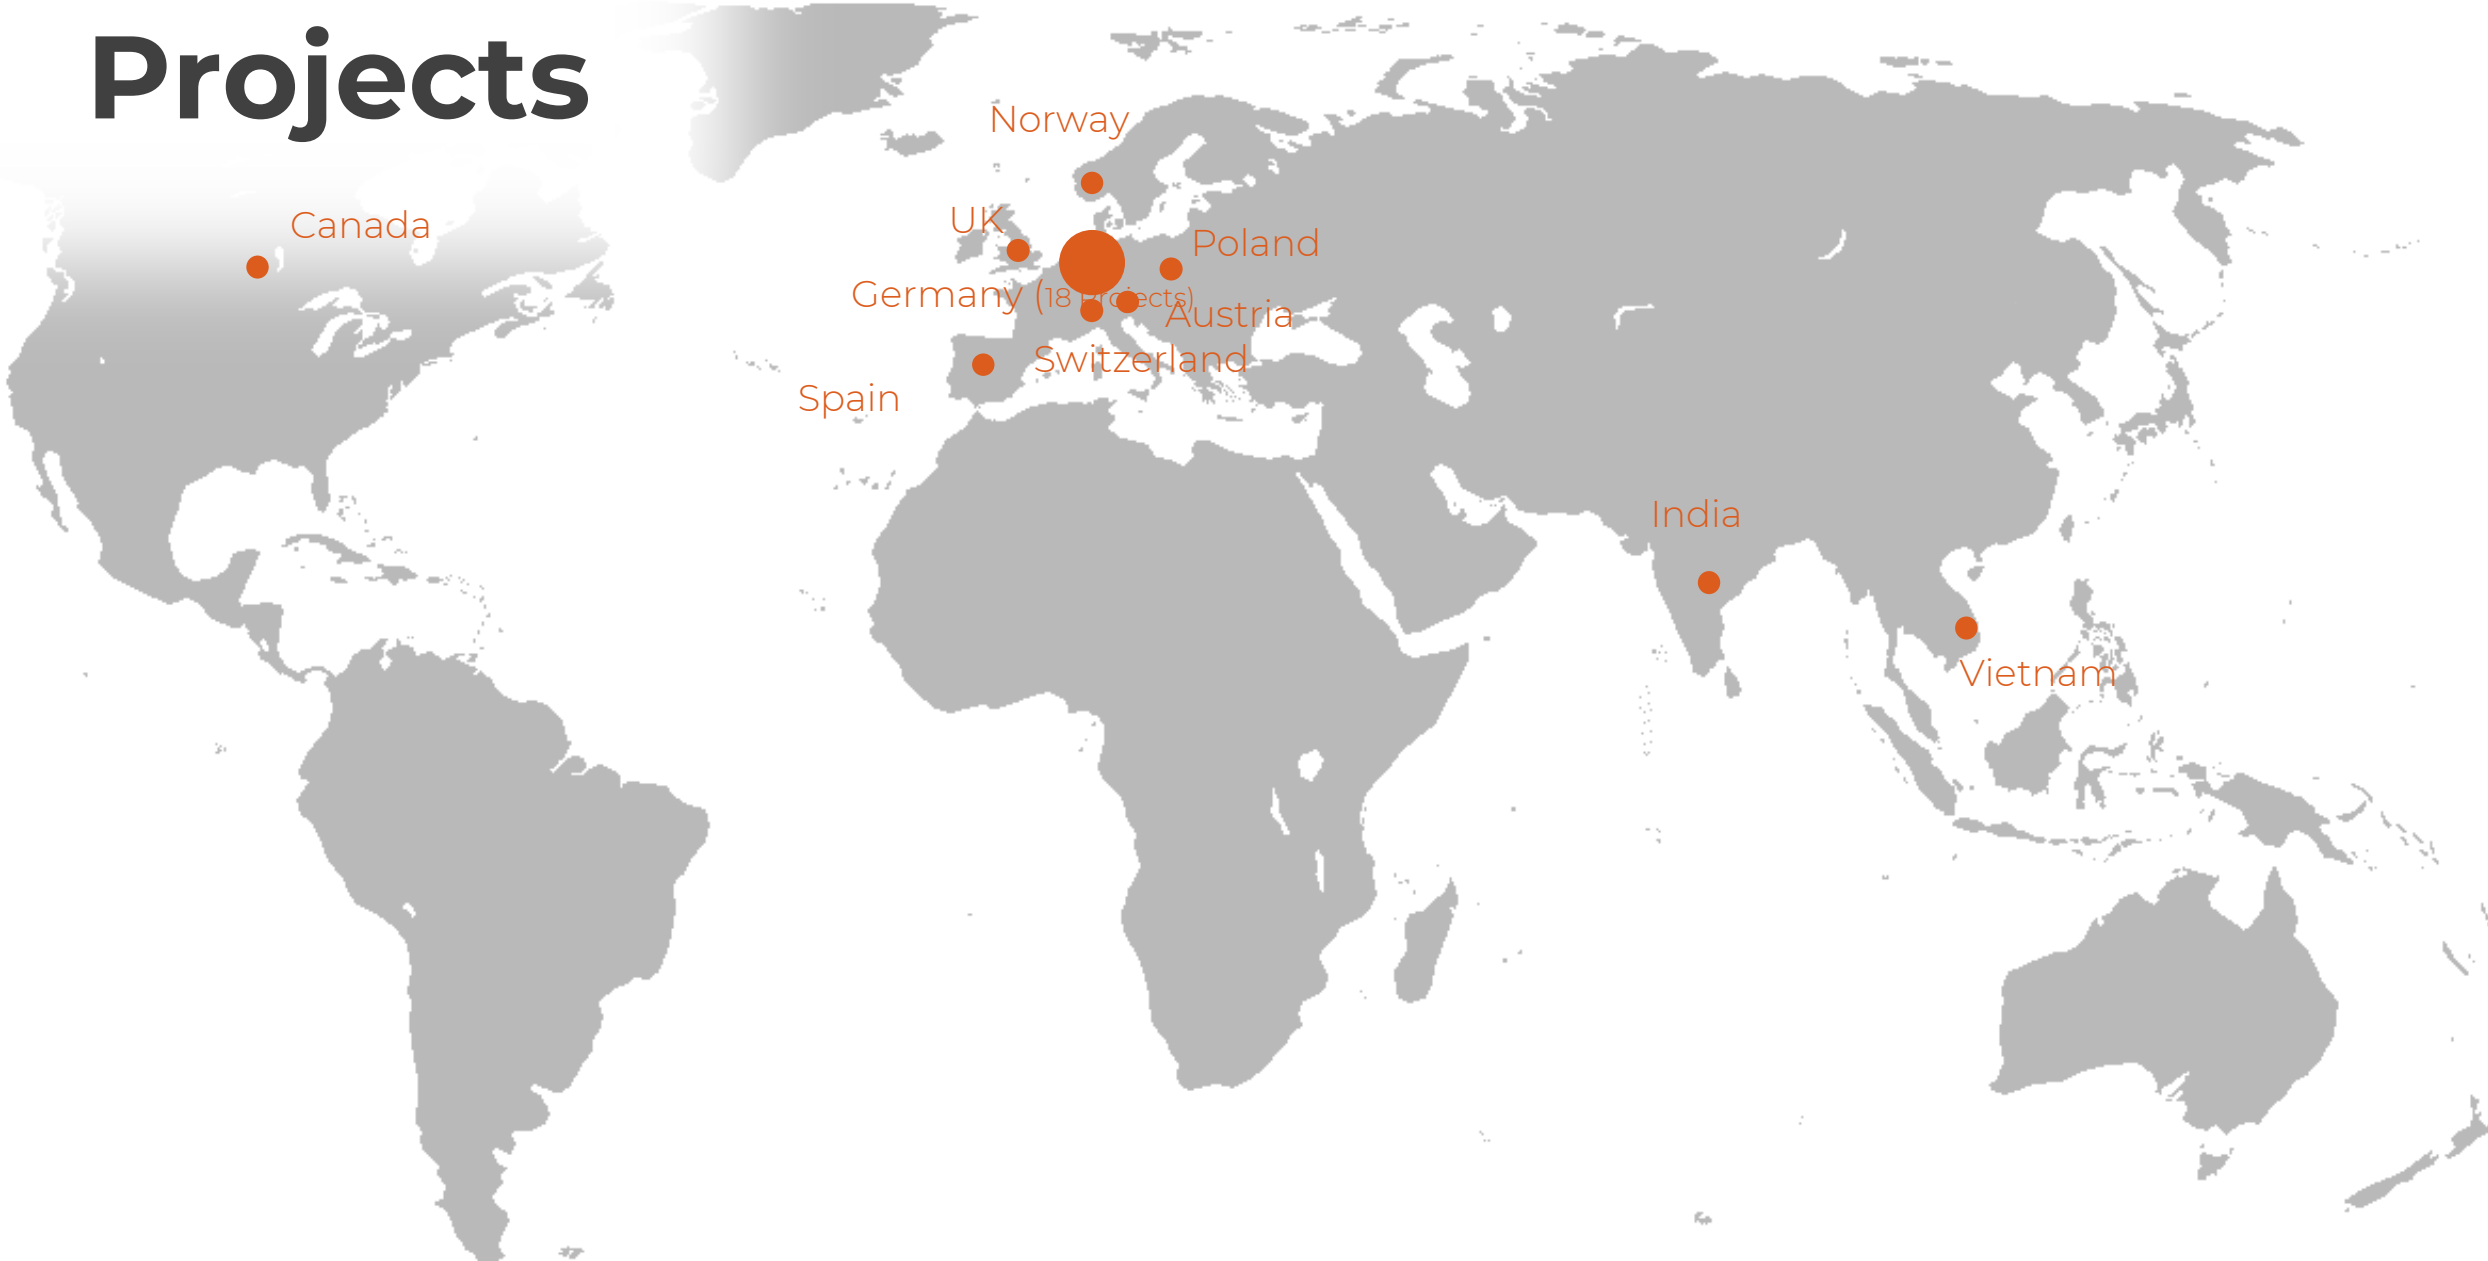 Projects
Norway
Canada
UK
Poland
Germany (18 Projects)
Austria
Switzerland
Spain
India
Vietnam